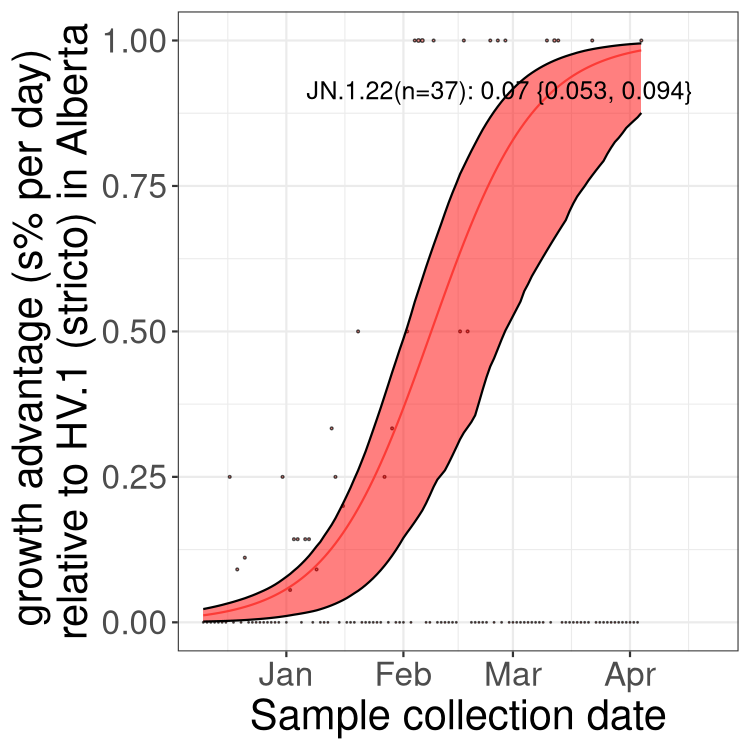 growth advantage (s% per day)
relative to HV.1 (stricto) in Alberta
1.00
0.75
0.50
0.25
0.00
JN.1.22(n=37): 0.07 {0.053, 0.094}
Jan Feb Mar Apr
Sample collection date